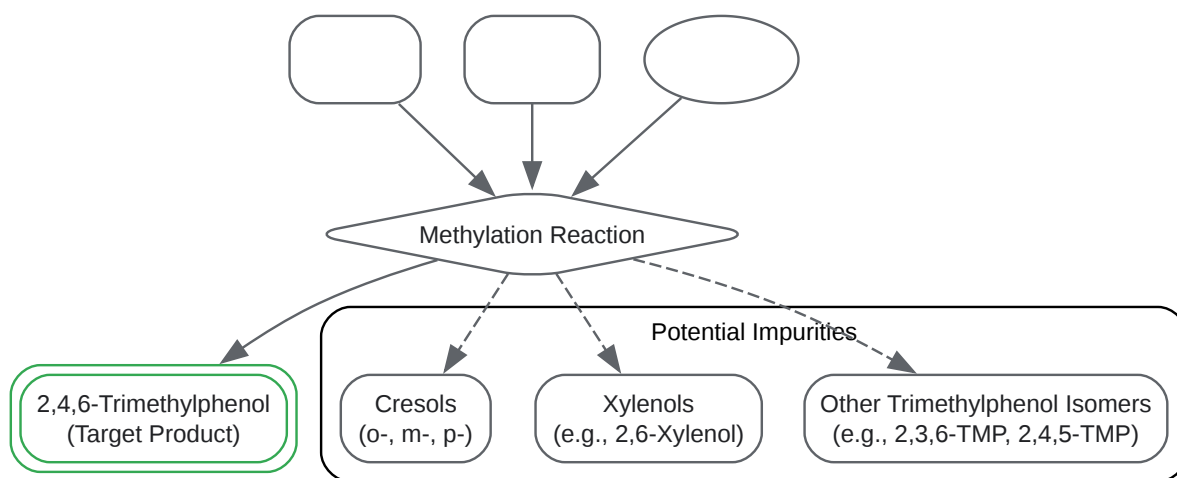 Methylation Reaction
Potential Impurities
2,4,6-Trimethylphenol
(Target Product)
Cresols
(o-, m-, p-)
Xylenols
(e.g., 2,6-Xylenol)
Other Trimethylphenol Isomers
(e.g., 2,3,6-TMP, 2,4,5-TMP)